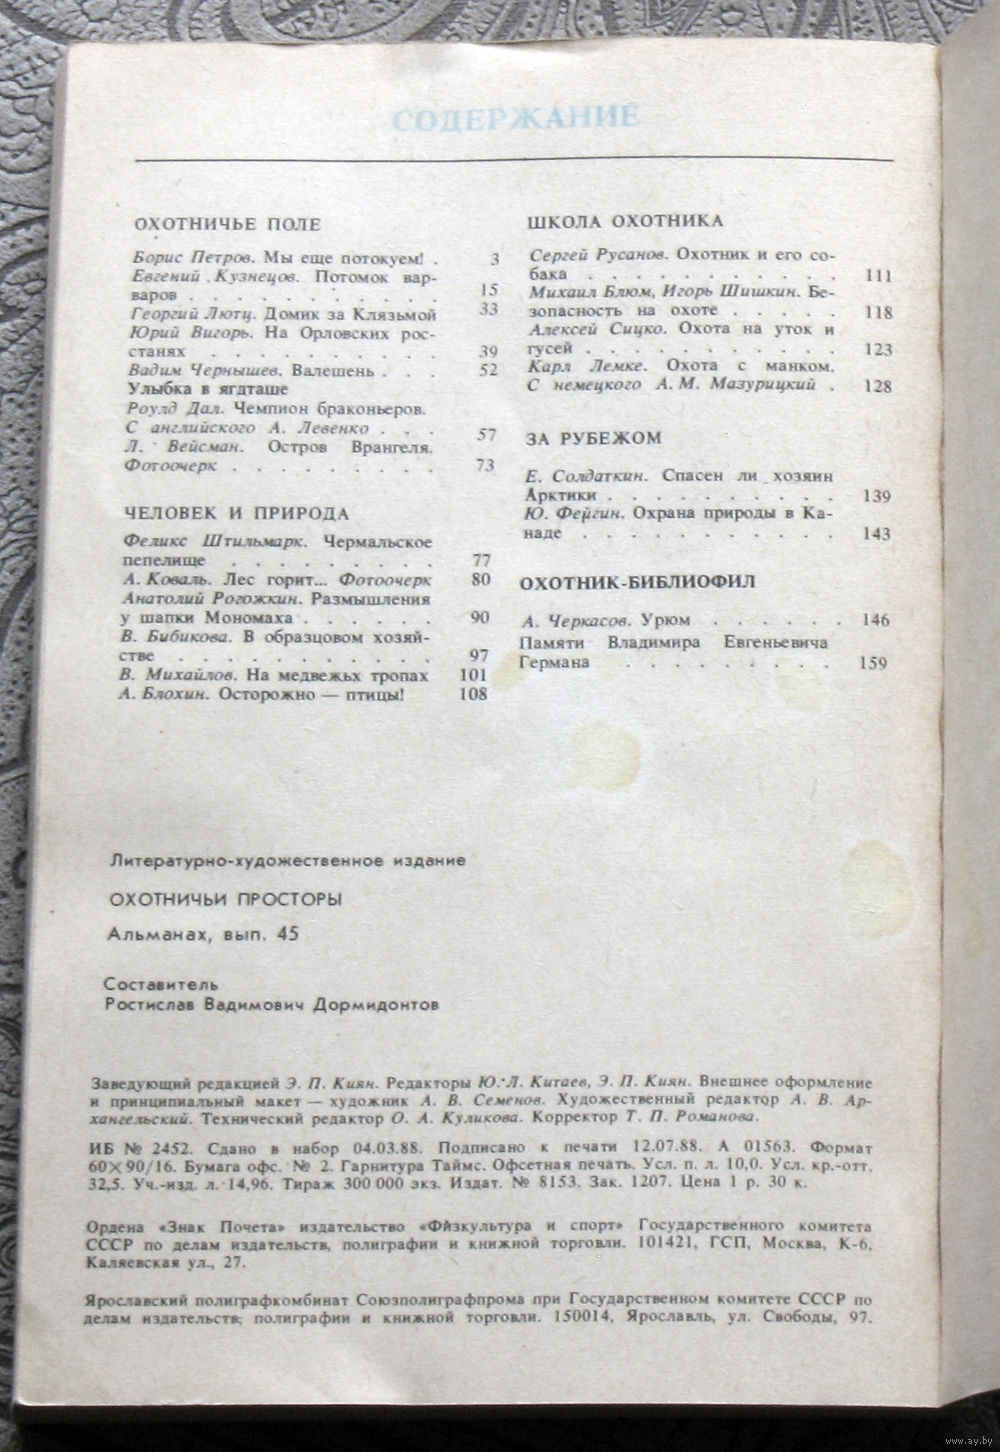 СОДЕРЖАНИЕ
ОХОТНИЧЬЕ ПОЛЕ
Борис Петров. Мы еще потокуем! . 3
Евгений Кузнецов. Потомок вар-
варов . . . . . . . . . . . 15
Георгий Лютц. Домик за Клязьмой 33
Юрий Вигорь. На Орловских рос-
станях . . . . . . . . . . 39
Вадим Чернышев. Валешень . . . 52
Улыбка в ягдташе
Роулд Дал. Чемпион браконьеров.
С английского А. Левенко . . . 57
Л. Вейсман. Остров Врангеля.
Фотоочерк . . . . . . . . . 73
ЧЕЛОВЕК И ПРИРОДА
Феликс Штильмарк. Чермальское
пепелище . . . . . . . . . 77
А. Коваль. Лес горит... Фотоочерк 80
Анатолий Рогожкин. Размышления
у шапки Мономаха . . . . . . 90
В. Бибикова. В образцовом хозяй-
стве . . . . . . . . . . . 97
В. Михайлов. На медвежьх тропах 101
А. Блохин. Осторожно — птицы! 108
ШКОЛА ОХОТНИКА
Сергей Русанов. Охотник и его со-
бака . . . . . . . . . . . 111
Михаил Блюм, Игорь Шишкин. Бе-
зопасность на охоте . . . . . 118
Алексей Сицко. Охота на уток и
гусей . . . . . . . . . . . 123
Карл Лемке. Охота с манком.
С немецкого А. М. Мазурицкий . 128
ЗА РУБЕЖОМ
Е. Солдаткин. Спасен ли хозяин
Арктики . . . . . . . . . . 139
Ю. Фейгин. Охрана природы в Ка-
наде . . . . . . . . . . . 143
ОХОТНИК-БИБЛИОФИЛ
А. Черкасов. Урюм . . . . . . 146
Памяти Владимира Евгеньевича
Германа . . . . . . . . . 159
Литературно-художественное издание
ОХОТНИЧЬИ ПРОСТОРЫ
Альманах, вып. 45
Составитель
Ростислав Вадимович Дормидонтов
Заведующий редакцией Э. П. Киян. Редакторы Ю. Л. Китаев, Э. П. Киян. Внешнее оформление
и принципиальный макет — художник А. В. Семенов. Художественный редактор А. В. Ар-
хангельский. Технический редактор О. А. Куликова. Корректор Т. П. Романова.
ИБ № 2452. Сдано в набор 04.03.88. Подписано к печати 12.07.88. А 01563. Формат
60×90/16. Бумага офс. № 2. Гарнитура Таймс. Офсетная печать. Усл. п. л. 10,0. Усл. кр.-отт.
32,5. Уч.-изд. л. 14,96. Тираж 300 000 экз. Издат. № 8153. Зак. 1207. Цена 1 р. 30 к.
Ордена «Знак Почета» издательство «Физкультура и спорт» Государственного комитета
СССР по делам издательств, полиграфии и книжной торговли. 101421, ГСП, Москва, К-6,
Каляевская ул., 27.
Ярославский полиграфкомбинат Союзполиграфпрома при Государственном комитете СССР по
делам издательств, полиграфии и книжной торговли. 150014, Ярославль, ул. Свободы, 97.
www.ay.by